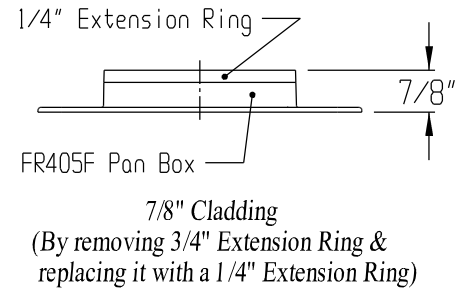 1/4" Extension Ring
7/8"
FR405F Pan Box
7/8" Cladding
(By removing 3/4" Extension Ring &
replacing it with a 1/4" Extension Ring)